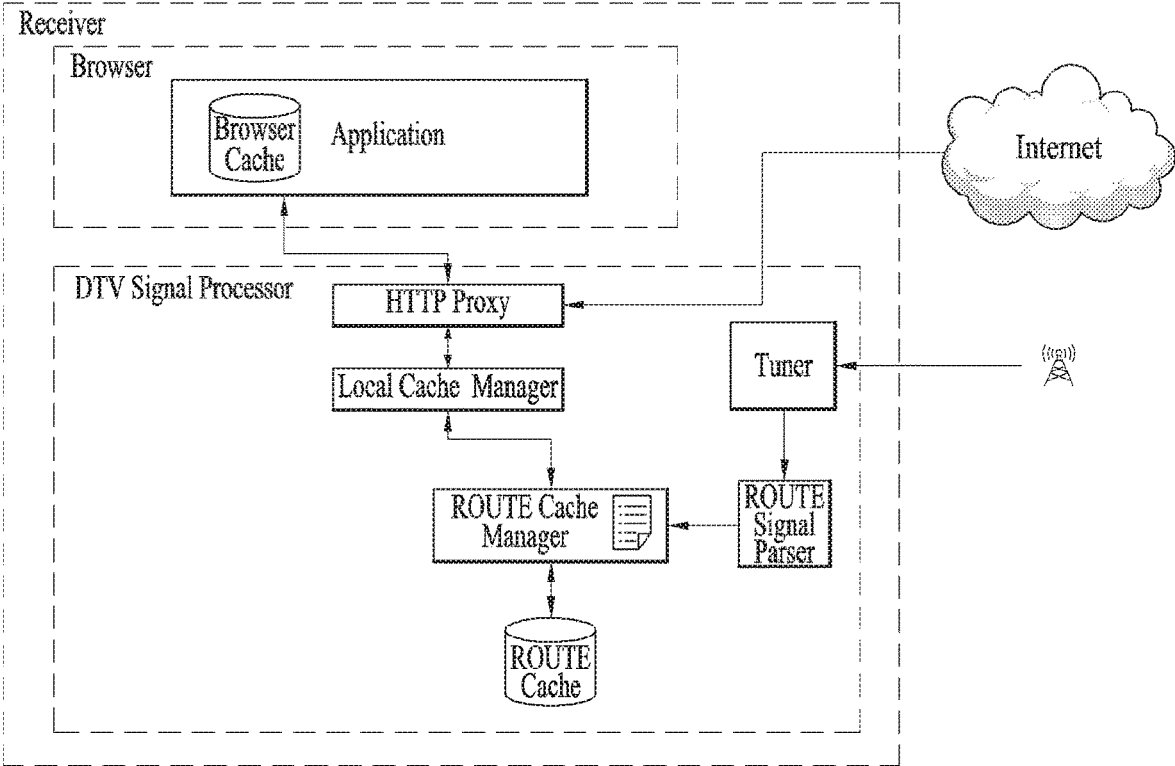 Receiver
Browser
Browser
Cache
Application
Internet
DTV Signal Processor
HTTP Proxy
Tuner
Local Cache Manager
ROUTE Cache
Manager
ROUTE
Signal
Parser
ROUTE
Cache